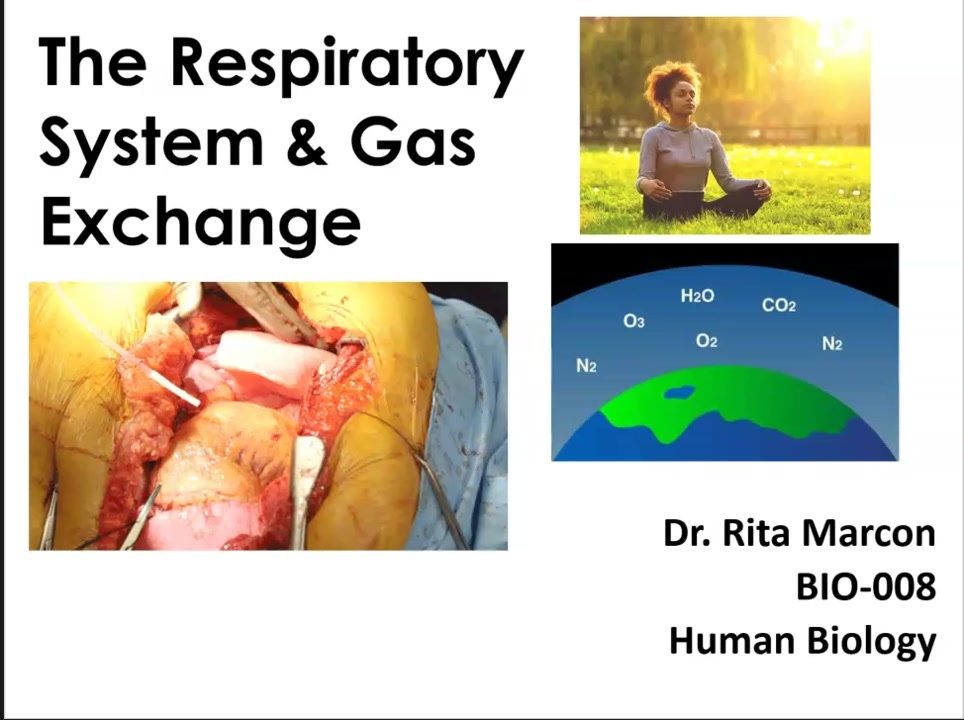 The Respiratory
System & Gas
Exchange
H2O
CO2
O3
O2
N2
N2
Dr. Rita Marcon
BIO-008
Human Biology